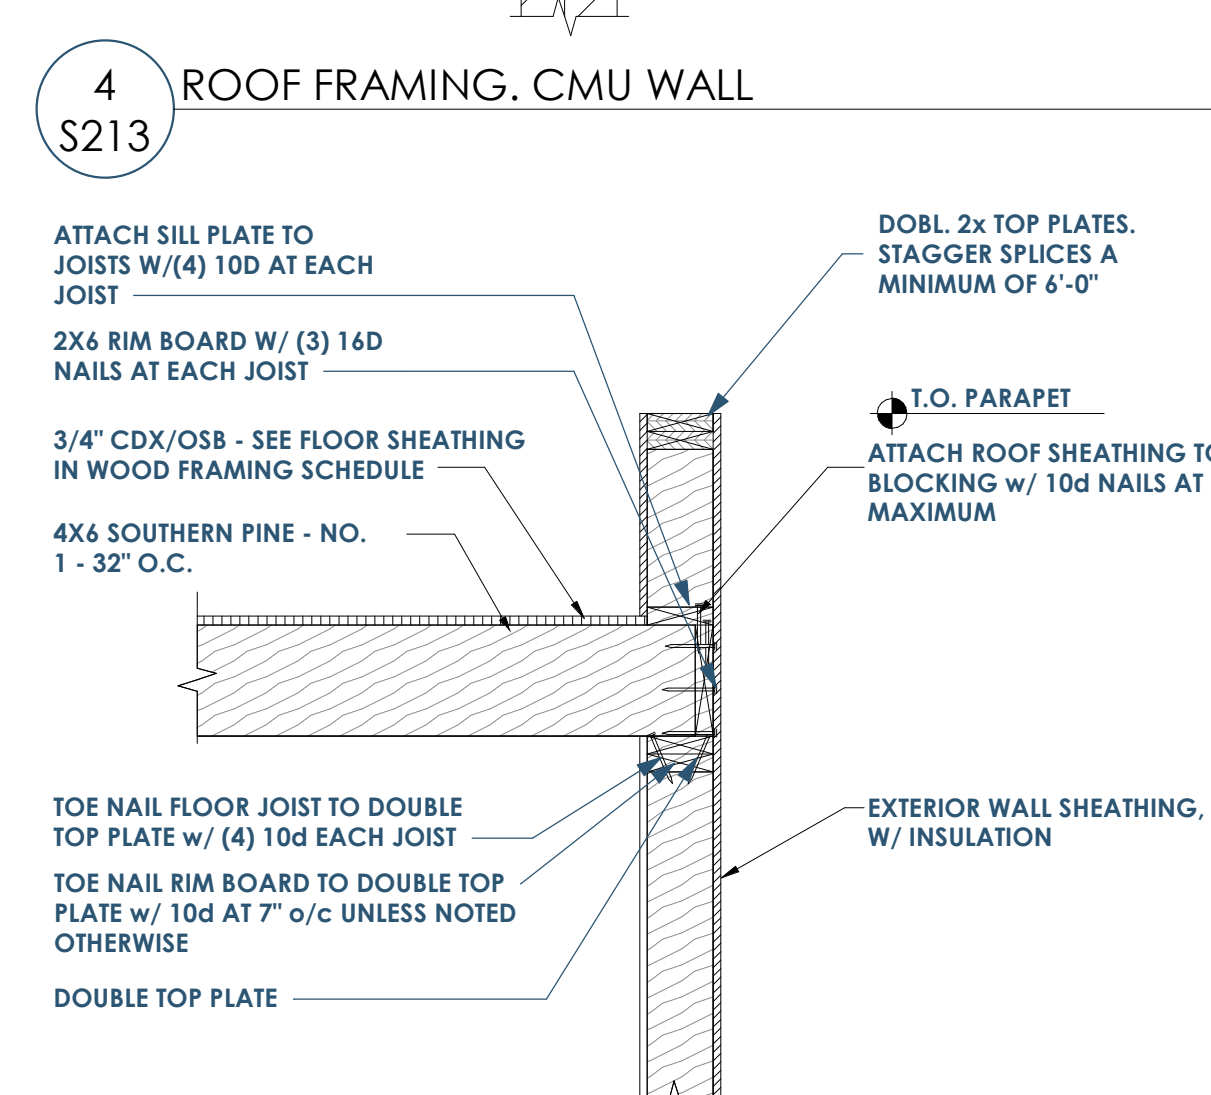 4
S213
ROOF FRAMING. CMU WALL
ATTACH SILL PLATE TO
JOISTS W/(4) 10D AT EACH
JOIST
2X6 RIM BOARD W/ (3) 16D
NAILS AT EACH JOIST
3/4" CDX/OSB - SEE FLOOR SHEATHING
IN WOOD FRAMING SCHEDULE
4X6 SOUTHERN PINE - NO.
1 - 32" O.C.
TOE NAIL FLOOR JOIST TO DOUBLE
TOP PLATE w/ (4) 10d EACH JOIST
TOE NAIL RIM BOARD TO DOUBLE TOP
PLATE w/ 10d AT 7" o/c UNLESS NOTED
OTHERWISE
DOUBLE TOP PLATE
DOBL. 2x TOP PLATES.
STAGGER SPLICES A
MINIMUM OF 6'-0"
T.O. PARAPET
ATTACH ROOF SHEATHING TO
BLOCKING w/ 10d NAILS AT
MAXIMUM
EXTERIOR WALL SHEATHING,
W/ INSULATION